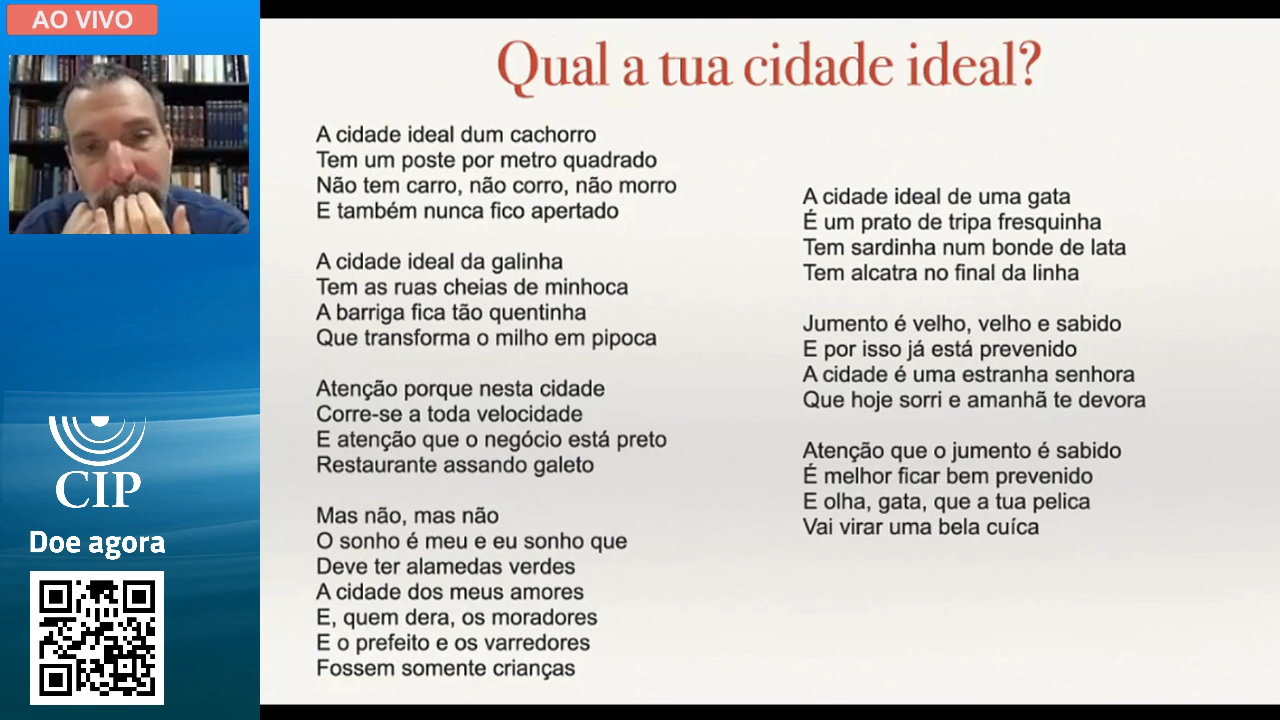 AO VIVO
CIP
Doe agora
Qual a tua cidade ideal?
A cidade ideal dum cachorro
Tem um poste por metro quadrado
Não tem carro, não corro, não morro
E também nunca fico apertado
A cidade ideal da galinha
Tem as ruas cheias de minhoca
A barriga fica tão quentinha
Que transforma o milho em pipoca
Atenção porque nesta cidade
Corre-se a toda velocidade
E atenção que o negócio está preto
Restaurante assando galeto
Mas não, mas não
O sonho é meu e eu sonho que
Deve ter alamedas verdes
A cidade dos meus amores
E, quem dera, os moradores
E o prefeito e os varredores
Fossem somente crianças
A cidade ideal de uma gata
É um prato de tripa fresquinha
Tem sardinha num bonde de lata
Tem alcatra no final da linha
Jumento é velho, velho e sabido
E por isso já está prevenido
A cidade é uma estranha senhora
Que hoje sorri e amanhã te devora
Atenção que o jumento é sabido
É melhor ficar bem prevenido
E olha, gata, que a tua pelica
Vai virar uma bela cuíca